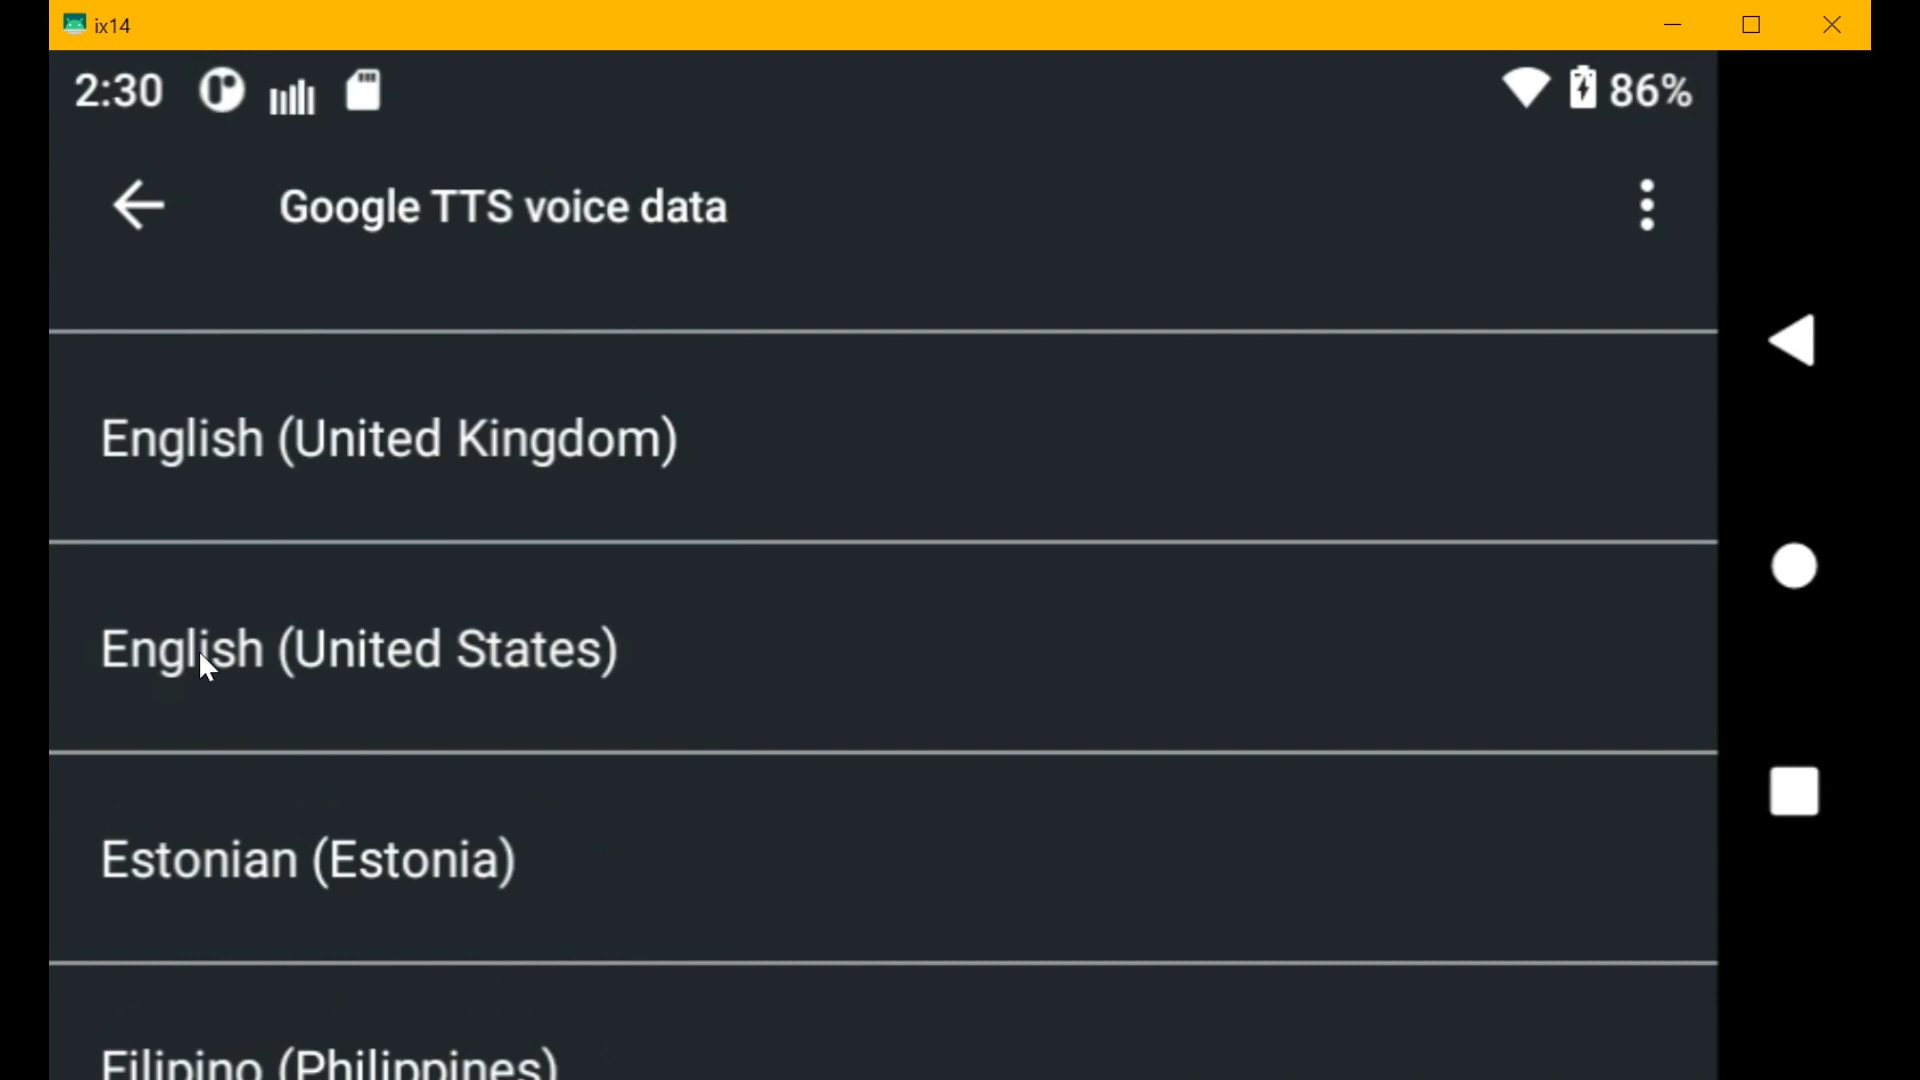 ix14
2:30
86%
Google TTS voice data
English (United Kingdom)
English (United States)
Estonian (Estonia)
Filipino (Philippines)